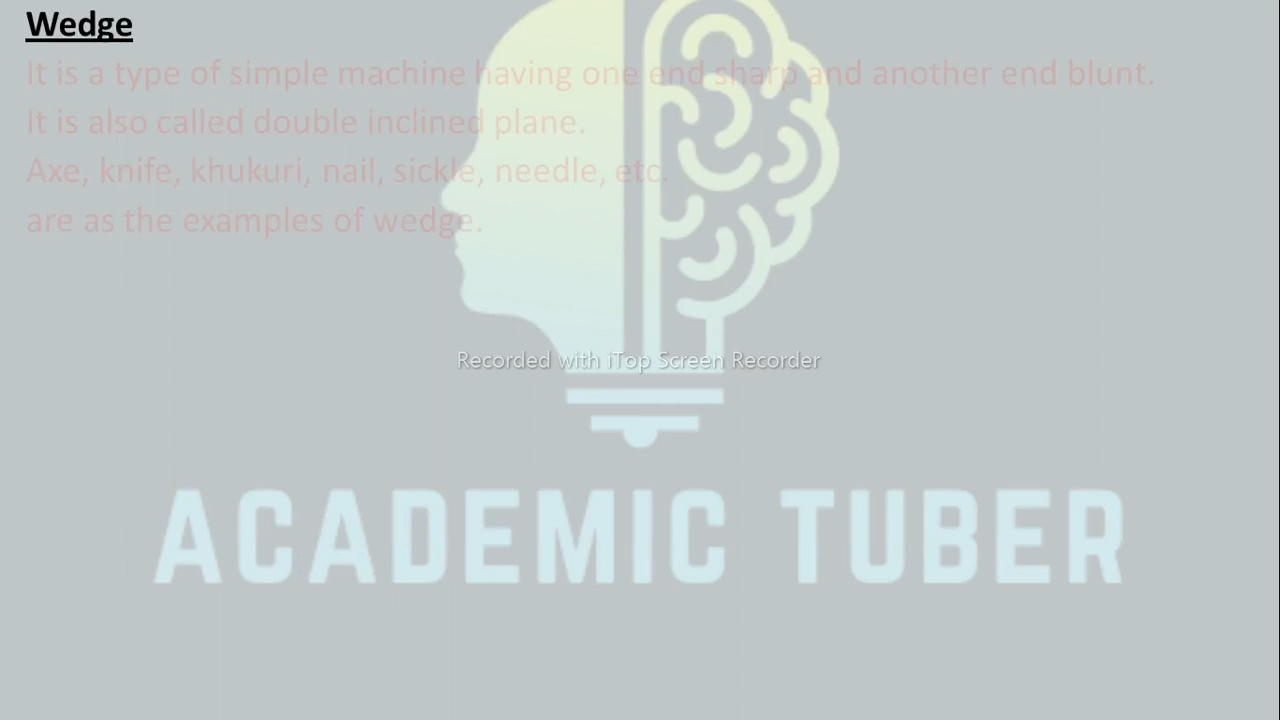 Wedge
It is a type of simple machine having one end sharp and another end blunt.
It is also called double inclined plane.
Axe, knife, khukuri, nail, sickle, needle, etc.
are as the examples of wedge.
Recorded with iTop Screen Recorder
ACADEMIC TUBER